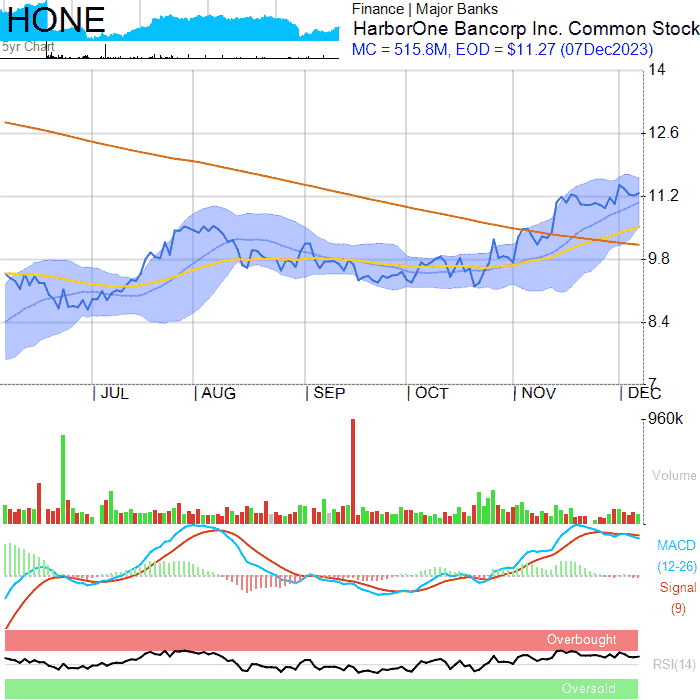 HONE
5yr Chart
Finance | Major Banks
HarborOne Bancorp Inc. Common Stock
MC = 515.8M, EOD = $11.27 (07Dec2023)
14
12.6
11.2
9.8
8.4
7
JUL
AUG
SEP
OCT
NOV
DEC
960k
Volume
MACD
(12-26)
Signal
(9)
Overbought
RSI(14)
Oversold